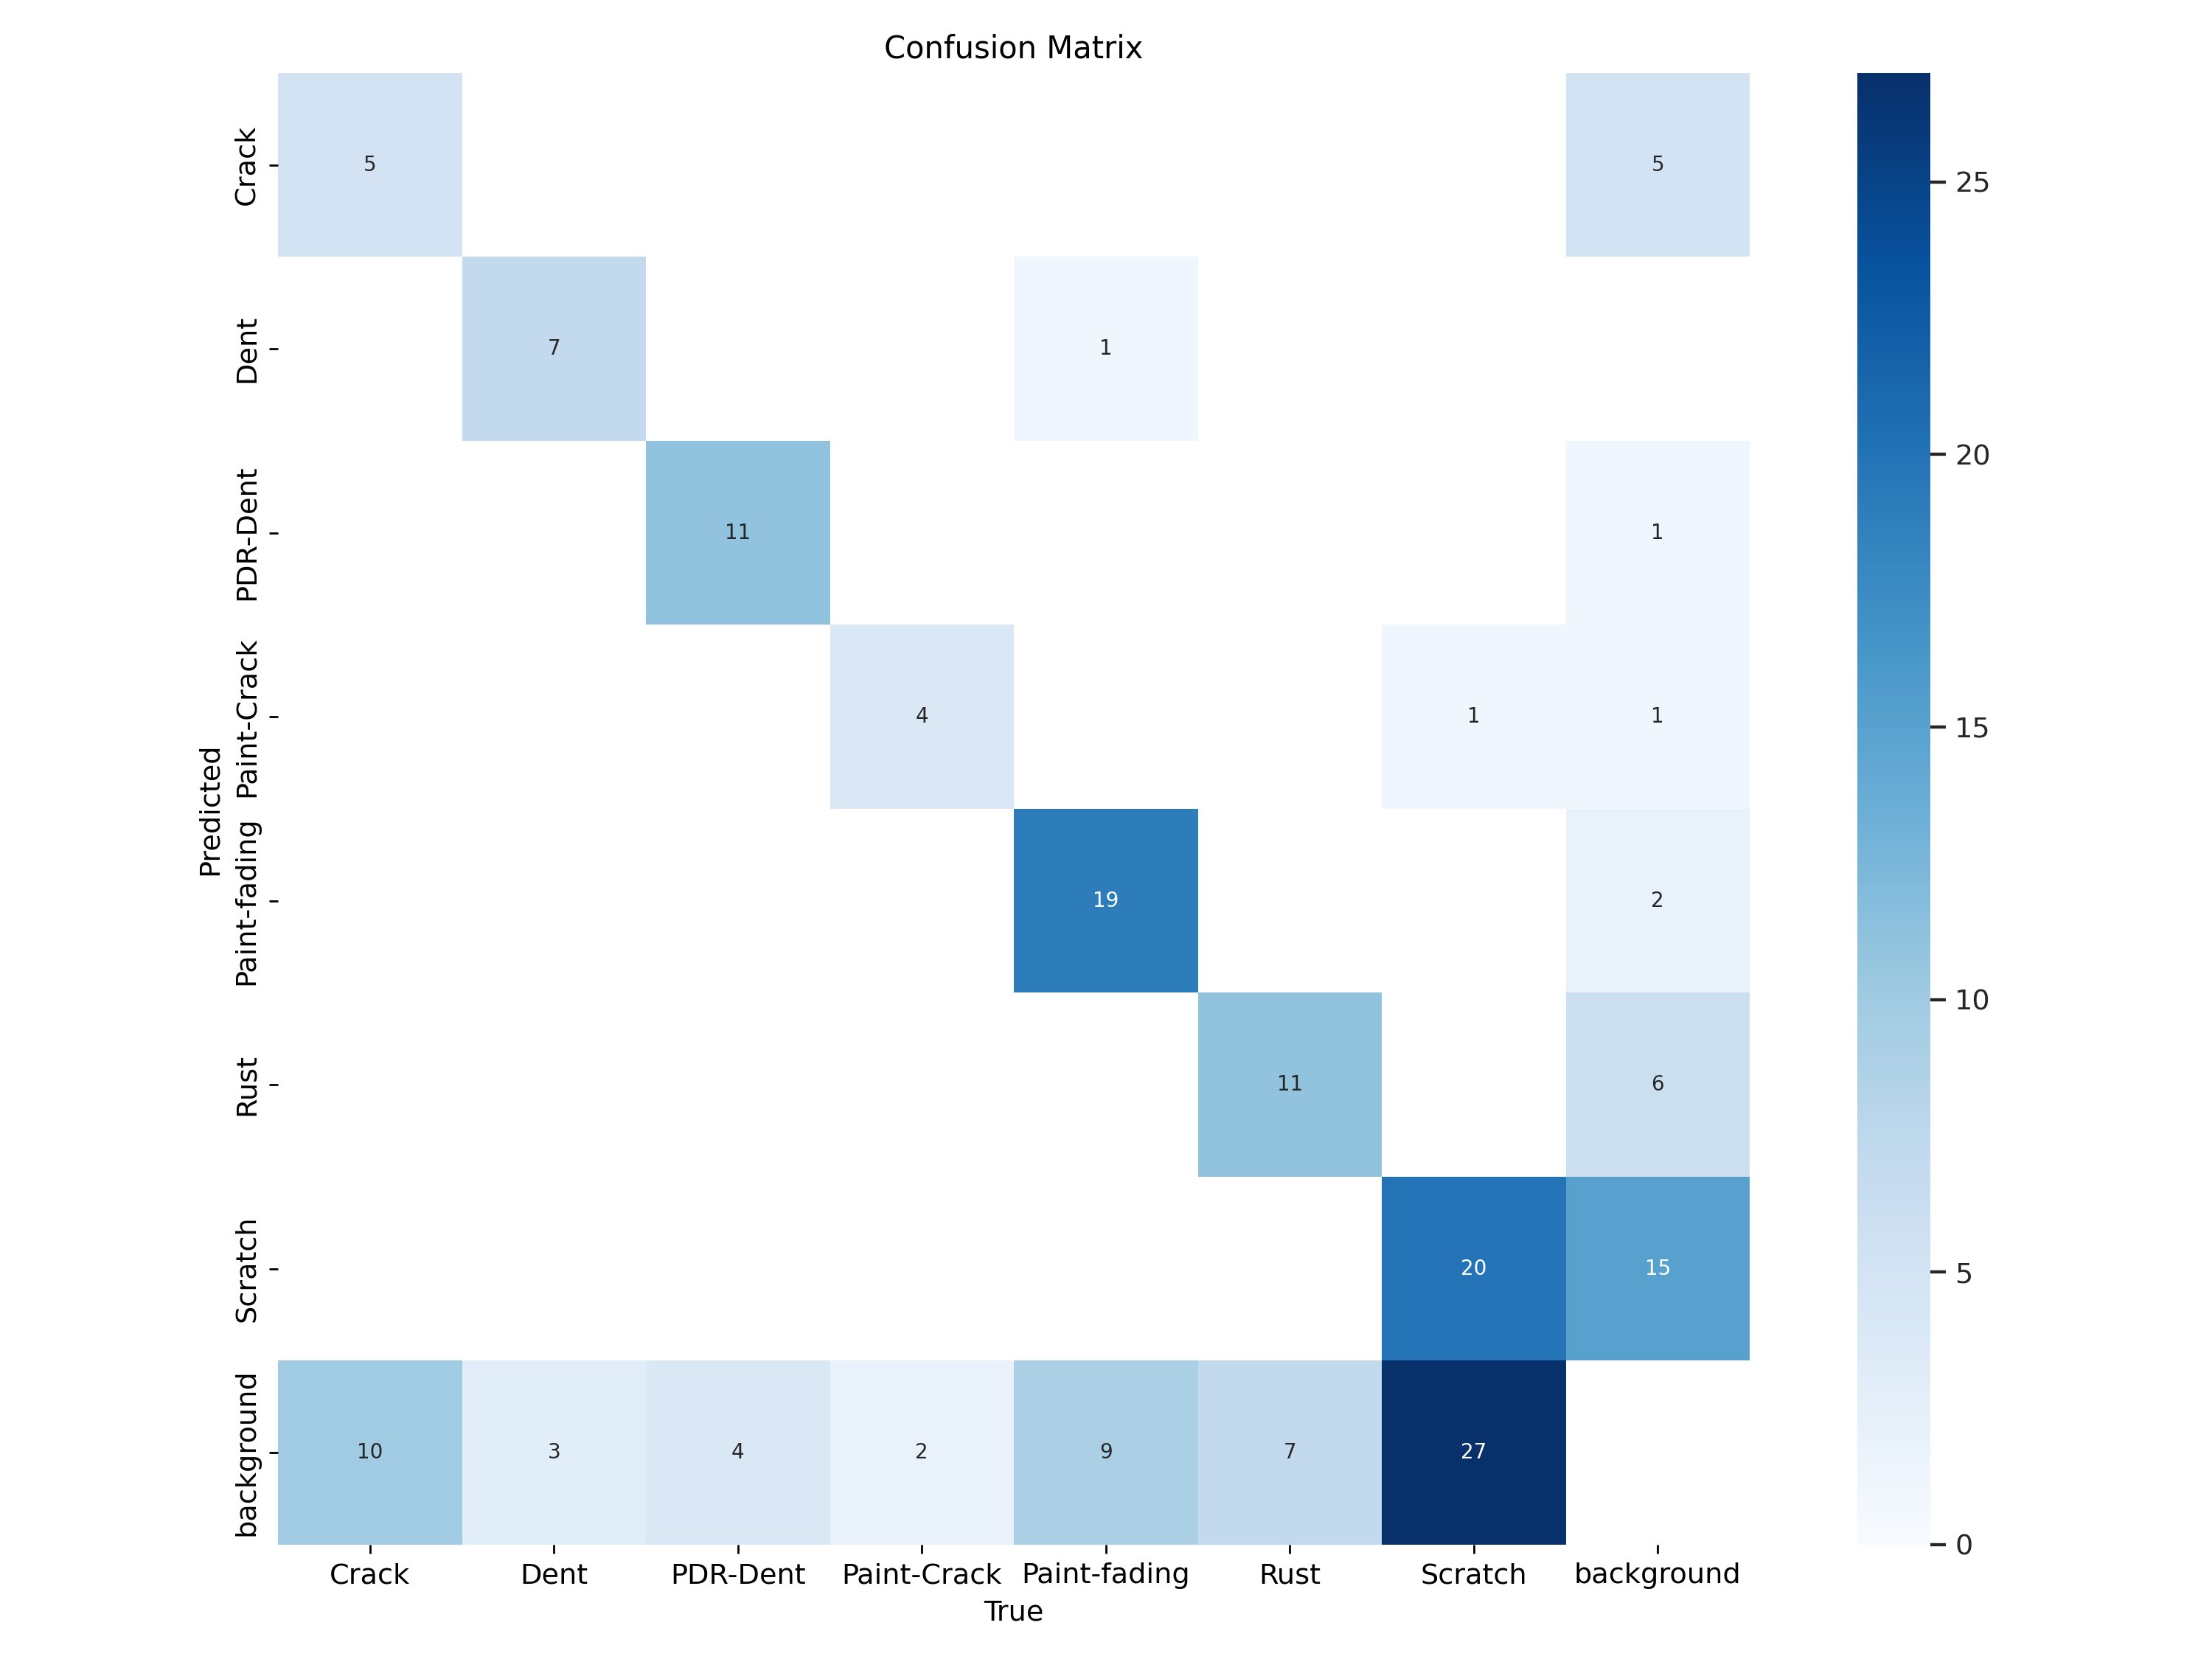 Confusion Matrix
Predicted
Crack
5
5
Dent
7
1
PDR-Dent
11
1
Paint-Crack
4
1
1
Paint-fading
19
2
Rust
11
6
Scratch
20
15
background
10
3
4
2
9
7
27
Crack
Dent
PDR-Dent
Paint-Crack
Paint-fading
Rust
Scratch
background
True
25
20
15
10
5
0